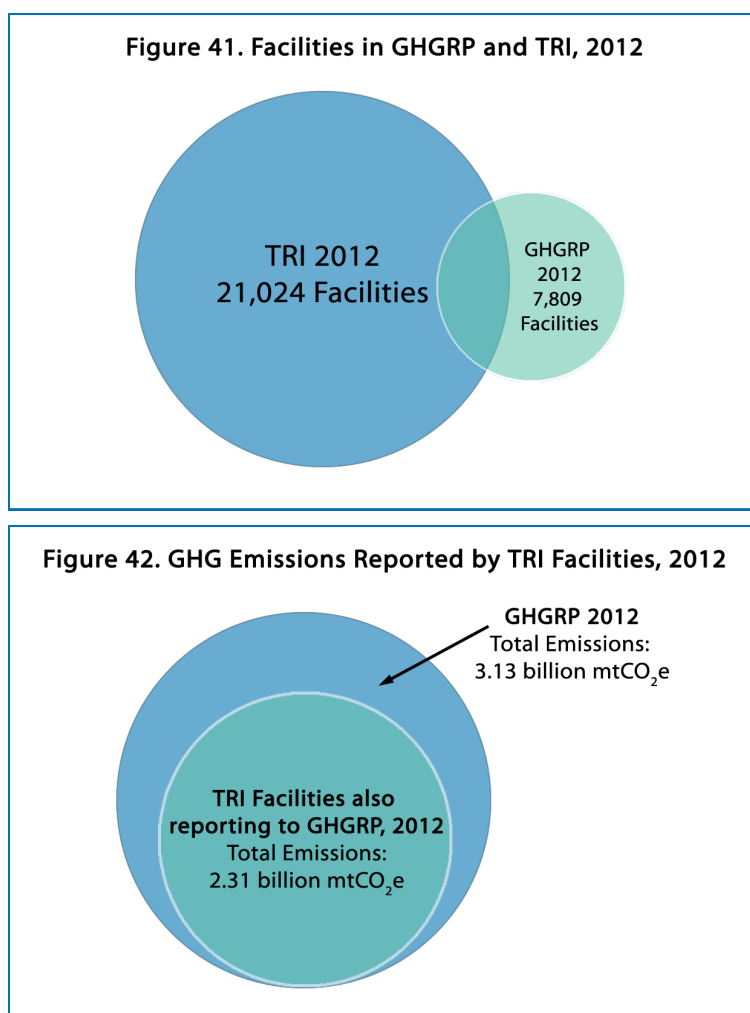 Figure 41. Facilities in GHGRP and TRI, 2012
TRI 2012
21,024 Facilities
GHGRP
2012
7,809
Facilities
Figure 42. GHG Emissions Reported by TRI Facilities, 2012
GHGRP 2012
Total Emissions:
3.13 billion mtCO₂e
TRI Facilities also
reporting to GHGRP, 2012
Total Emissions:
2.31 billion mtCO₂e